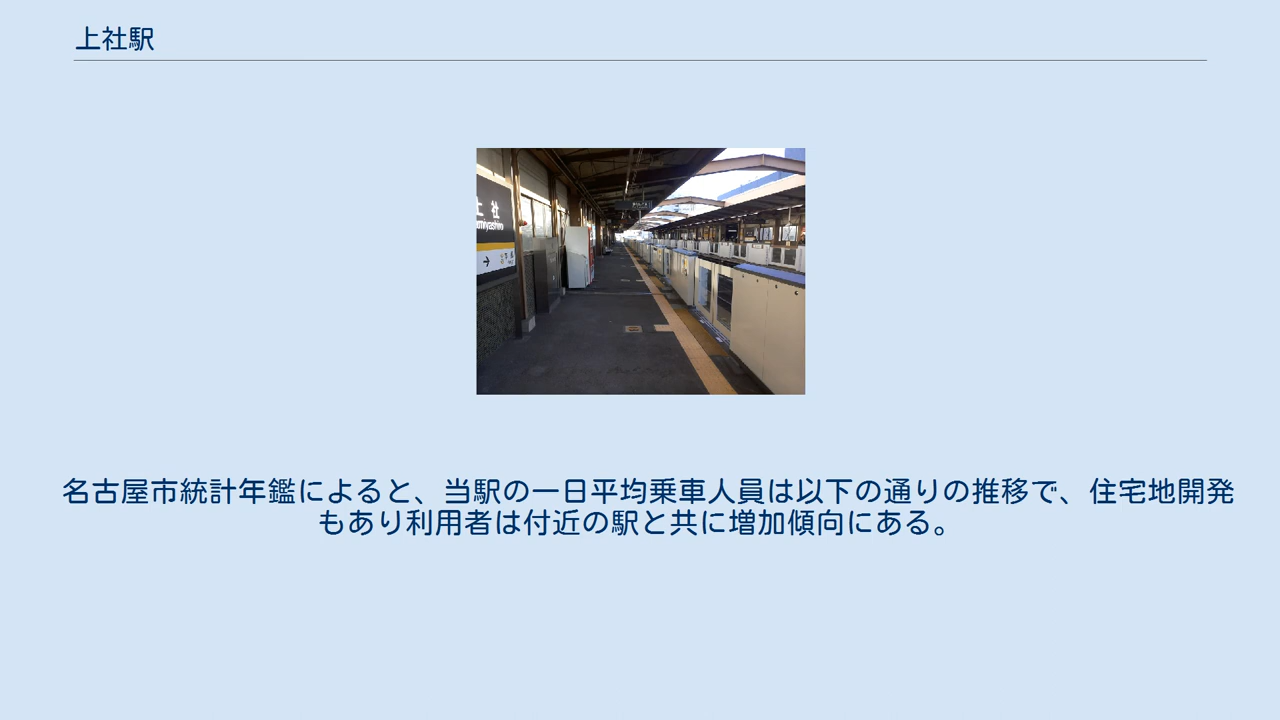 上社駅
上社
名古屋市統計年鑑によると、当駅の一日平均乗車人員は以下の通りの推移で、住宅地開発
もあり利用者は付近の駅と共に増加傾向にある。